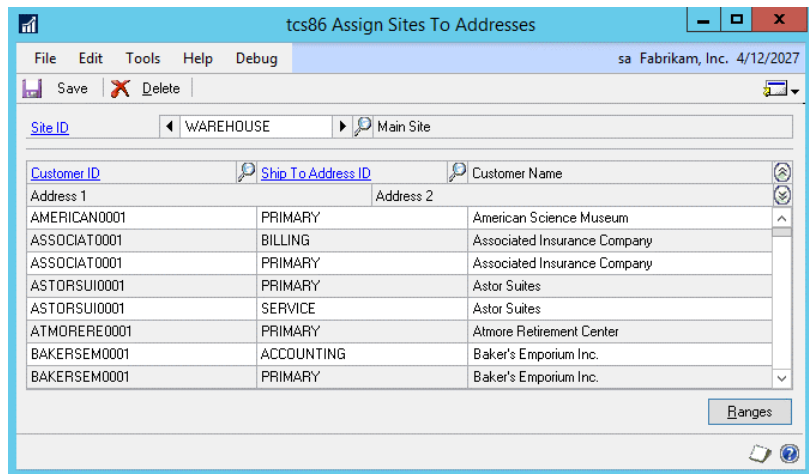 tcs86 Assign Sites To Addresses
File Edit Tools Help Debug sa Fabrikam, Inc. 4/12/2027
Save Delete
Site ID WAREHOUSE Main Site
Customer ID Ship To Address ID Customer Name
Address 1 Address 2
AMERICAN0001 PRIMARY American Science Museum
ASSOCIAT0001 BILLING Associated Insurance Company
ASSOCIAT0001 PRIMARY Associated Insurance Company
ASTORSUI0001 PRIMARY Astor Suites
ASTORSUI0001 SERVICE Astor Suites
ATMORERE0001 PRIMARY Atmore Retirement Center
BAKERSEM0001 ACCOUNTING Baker's Emporium Inc.
BAKERSEM0001 PRIMARY Baker's Emporium Inc.
Ranges